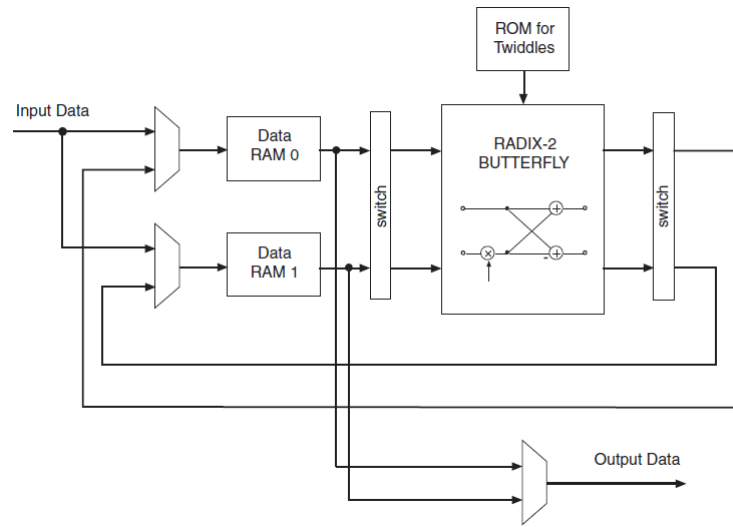 ROM for
Twiddles
Input Data
Data
RAM 0
switch
RADIX-2
BUTTERFLY
switch
Data
RAM 1
Output Data